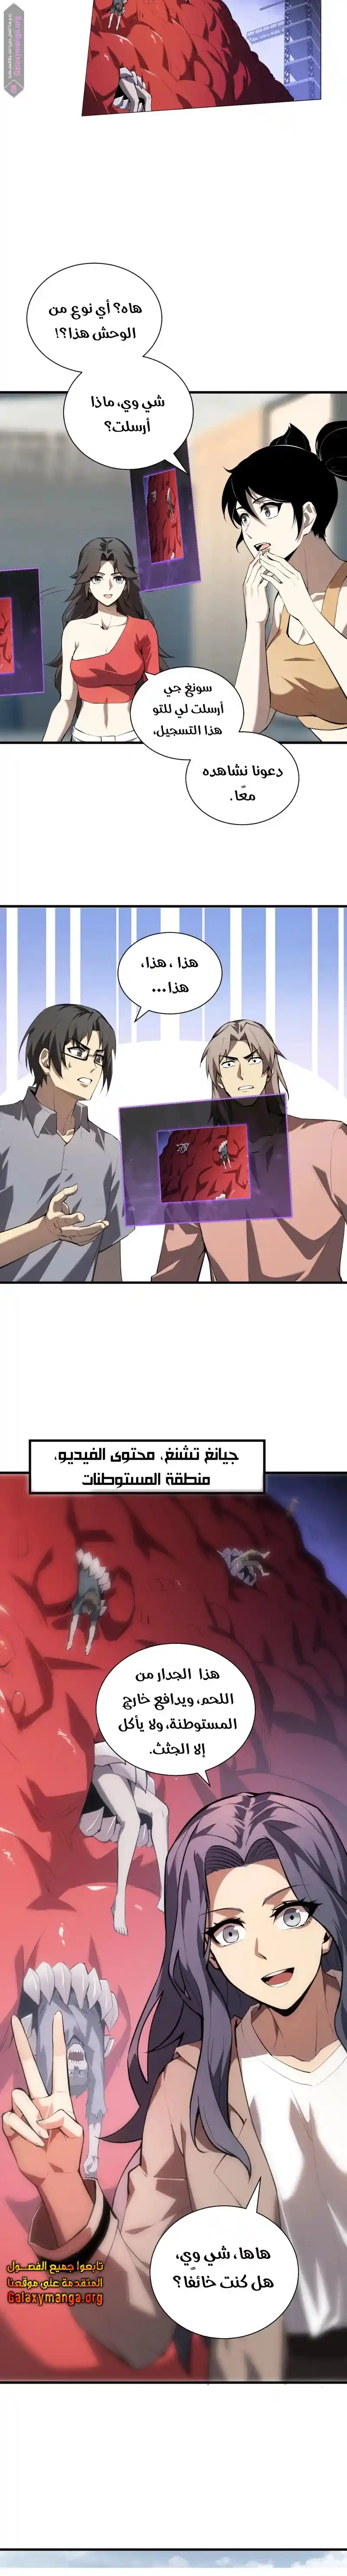 Galaxymanga.org
هاه؟ أي نوع من
الوحش هذا؟!
شي وي، ماذا
أرسلت؟
سونغ جي
أرسلت لي للتو
هذا التسجيل،
دعونا نشاهده
معًا.
هذا ، هذا،
هذا...
جيانغ تشنغ، محتوى الفيديو،
منطقة المستوطنات
هذا الجدار من
اللحم، ويدافع خارج
المستوطنة، ولا يأكل
إلا الجثث.
هاها، شي وي،
هل كنت خائفًا؟
تابعوا جميع الفصول
المتقدمة على موقعنا
Galaxymanga.org